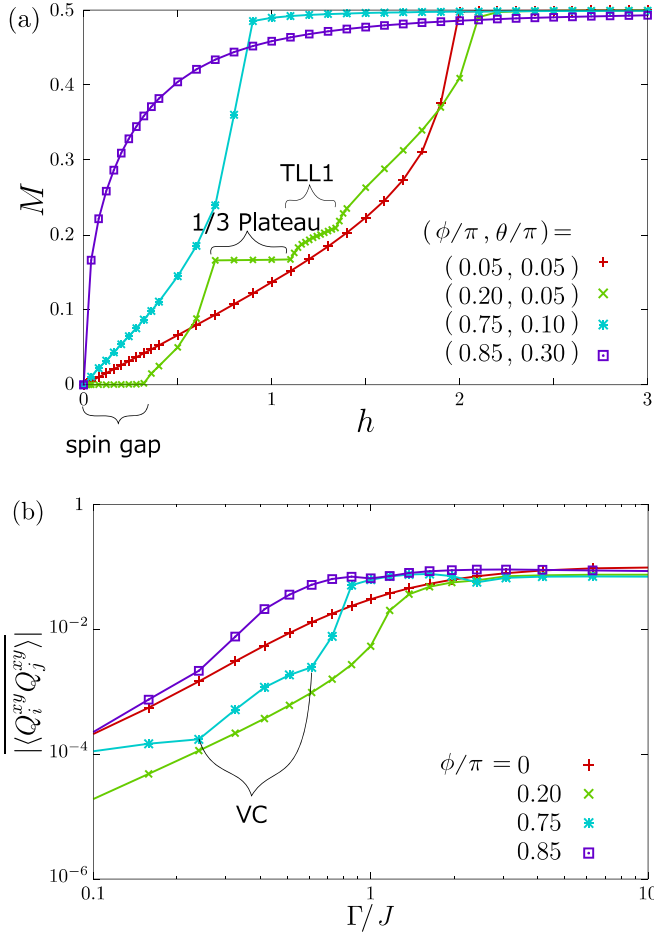 (a)
0.5
0.4
0.3
0.2
0.1
0
M
TLL1
1/3 Plateau
(ϕ/π, θ/π) =
(0.05, 0.05)
(0.20, 0.05)
(0.75, 0.10)
(0.85, 0.30)
0 1 2 3
h
spin gap
(b)
1
10⁻²
10⁻⁴
10⁻⁶
|⟨Q_i^{xy} Q_j^{xy}⟩|
VC
ϕ/π = 0
0.20
0.75
0.85
0.1 1 10
Γ/J